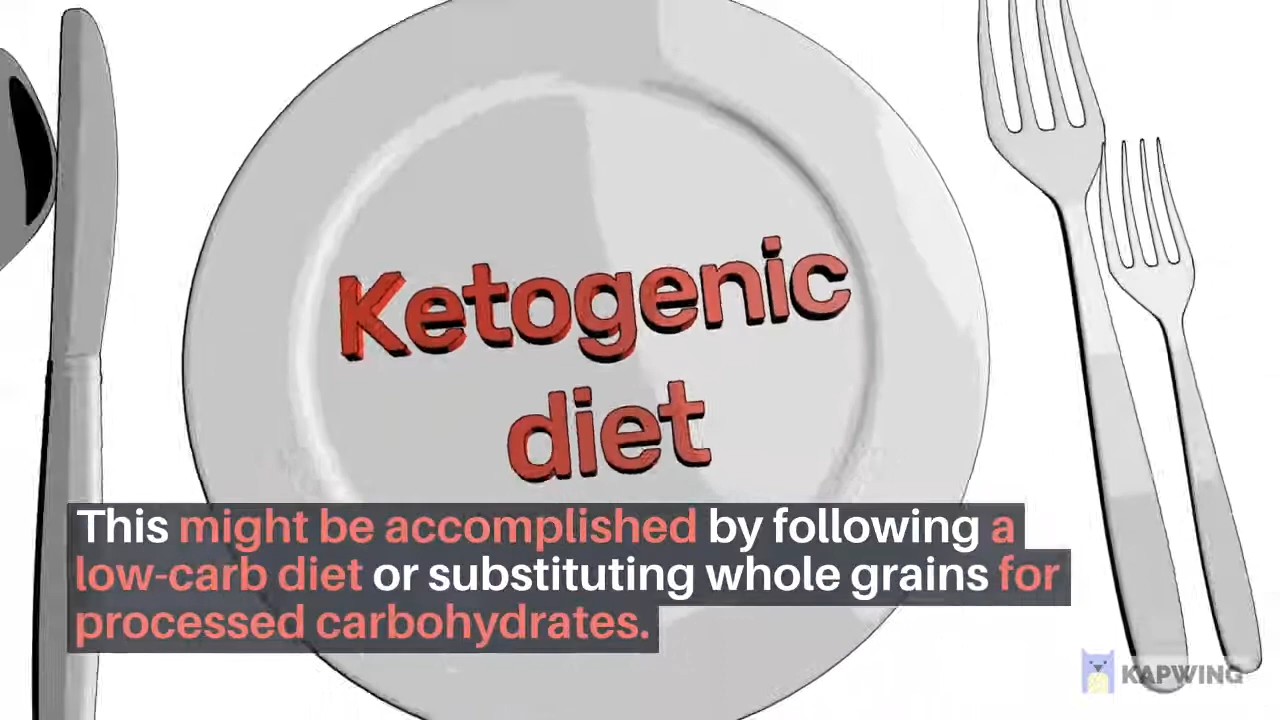 Ketogenic
diet
This might be accomplished by following a
low-carb diet or substituting whole grains for
processed carbohydrates.
KAPWING